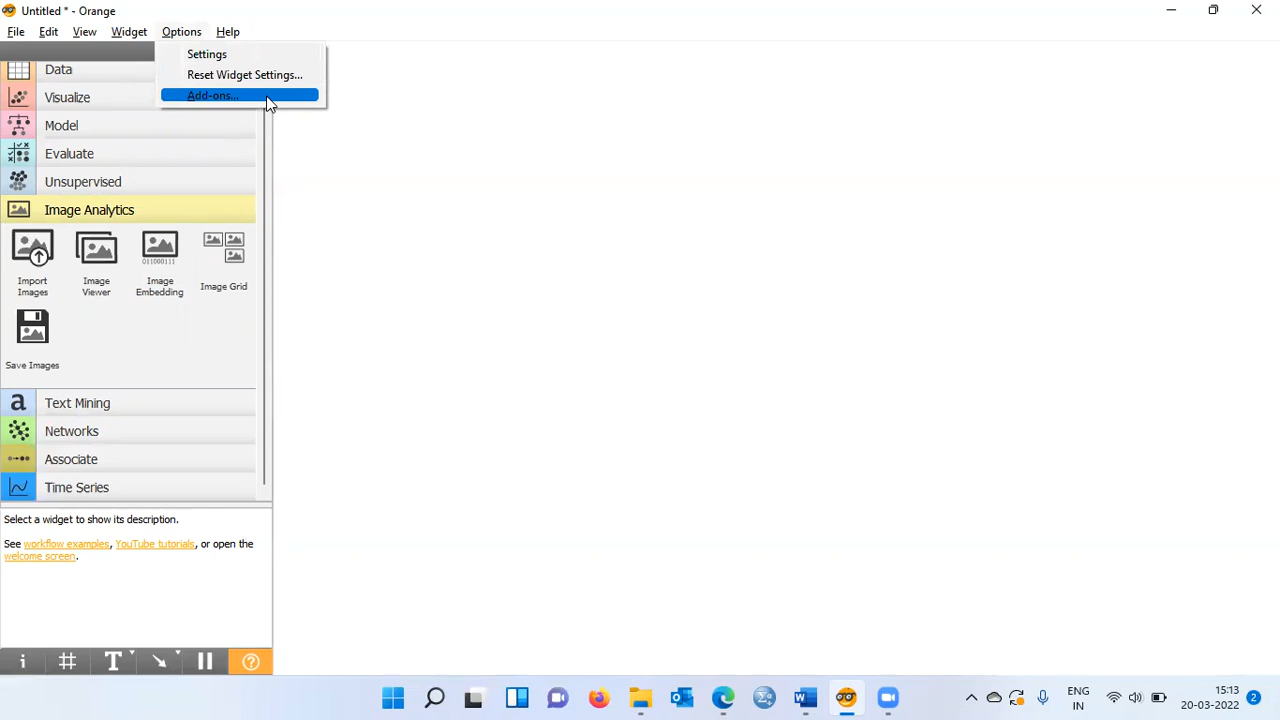 Untitled * - Orange
File Edit View Widget Options Help
Settings
Reset Widget Settings...
Add-ons...
Data
Visualize
Model
Evaluate
Unsupervised
Image Analytics
Import Images
Image Viewer
Image Embedding
011000111
Image Grid
Save Images
a Text Mining
Networks
Associate
Time Series
Select a widget to show its description.
See workflow examples, YouTube tutorials, or open the
welcome screen.
i # T ?
ENG 15:13
IN 20-03-2022 2